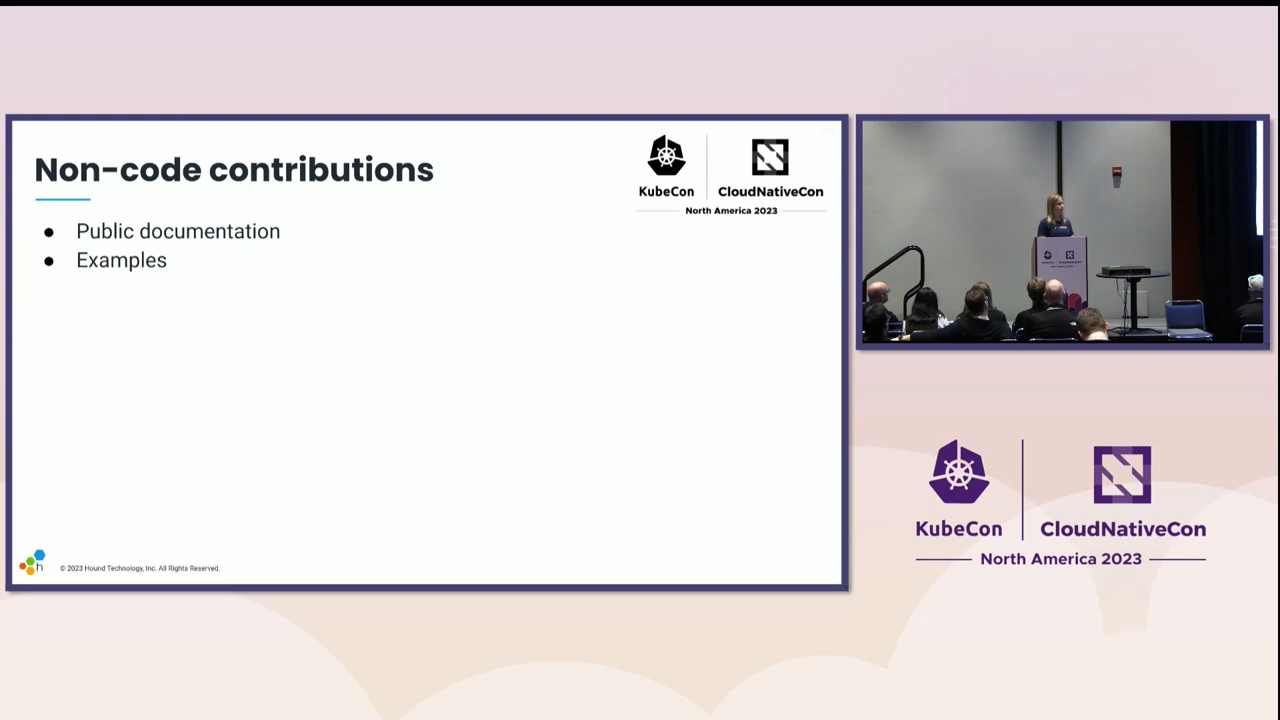 Non-code contributions
KubeCon
CloudNativeCon
North America 2023
● Public documentation
● Examples
h
© 2023 Hound Technology, Inc. All Rights Reserved.
KubeCon
CloudNativeCon
North America 2023